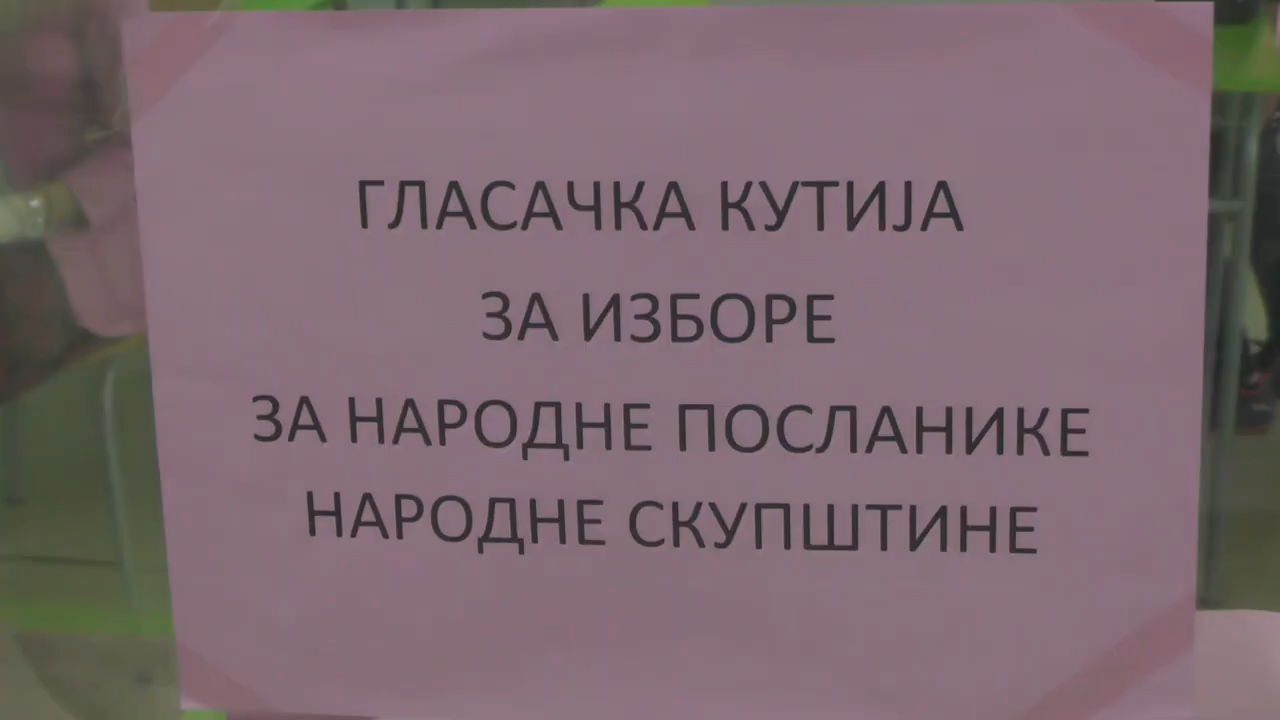 ГЛАСАЧКА КУТИЈА
ЗА ИЗБОРЕ
ЗА НАРОДНЕ ПОСЛАНИКЕ
НАРОДНЕ СКУПШТИНЕ